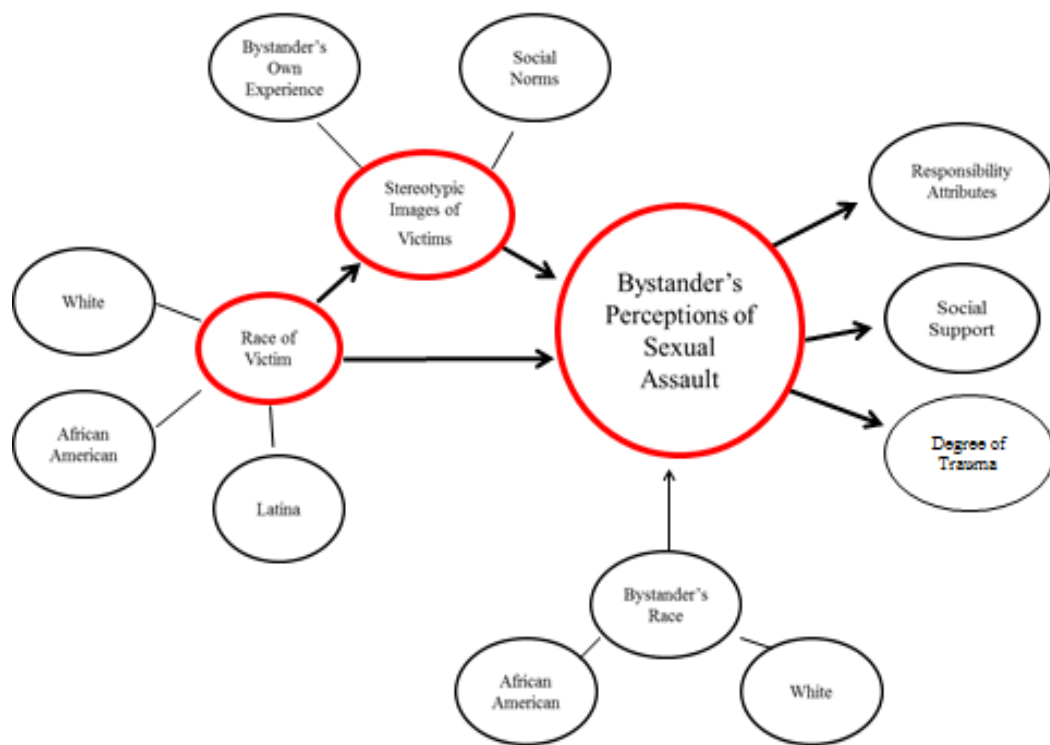 Bystander’s
Own
Experience
Social
Norms
Stereotypic
Images of
Victims
Responsibility
Attributes
White
Race of
Victim
Bystander’s
Perceptions of
Sexual
Assault
Social
Support
African
American
Latina
Degree of
Trauma
Bystander’s
Race
African
American
White